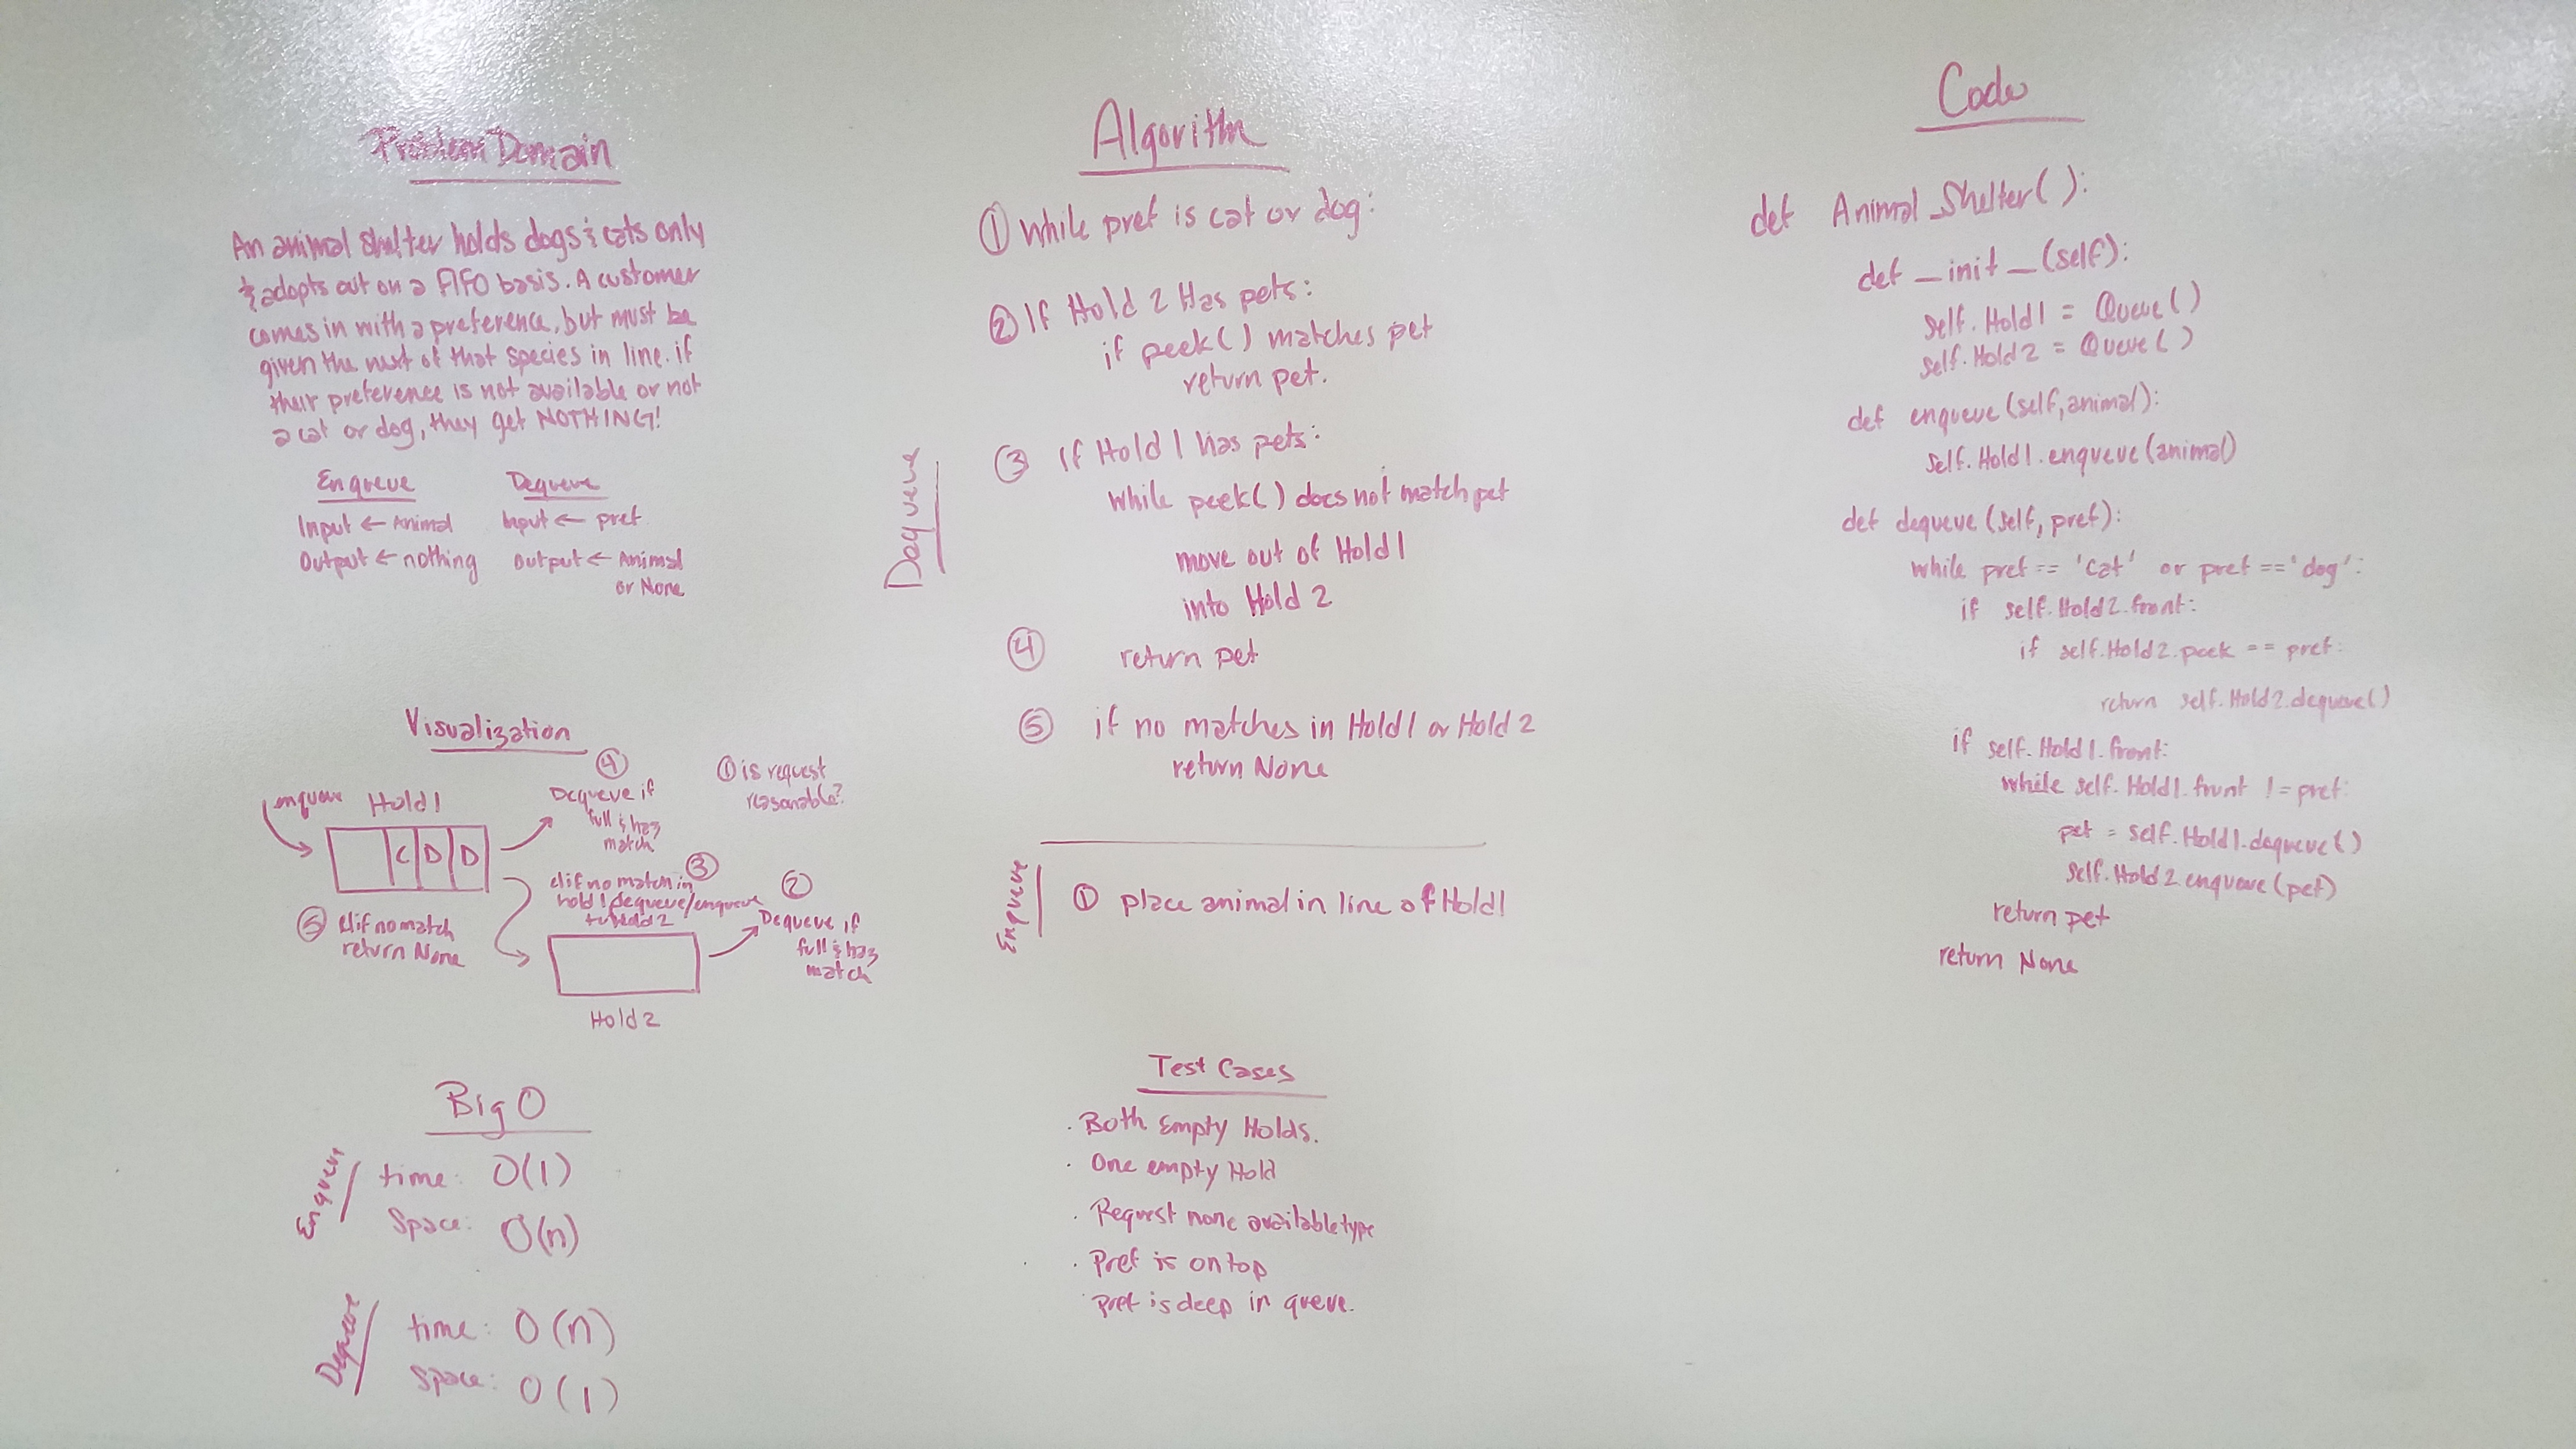 Problem Domain
An animal shelter holds dogs & cats only
& adopts out on a FIFO basis. A customer
comes in with a preference, but must be
given the next of that species in line. if
their preference is not available or not
a cat or dog, they get NOTHING!
Enqueue
Input ← Animal
Output ← nothing
Dequeue
Input ← pref
Output ← Animal
or None
Visualization
enqueue
Hold 1
C D D
④
Dequeue if
full & has
match
① is request
reasonable?
③
elif no match in
hold 1 dequeue/enqueue
to Hold 2
②
Dequeue if
full & has
match
⑤ elif no match
return None
Hold 2
Big O
Enqueue
time: O(1)
Space: O(n)
Dequeue
time: O(n)
Space: O(1)
Algorithm
Dequeue
① While pref is cat or dog:
② If Hold 2 Has pets:
if peek() matches pet
return pet.
③ If Hold 1 has pets:
while peek() does not match pet
move out of Hold 1
into Hold 2
④ return pet
⑤ if no matches in Hold 1 or Hold 2
return None
Enqueue
① place animal in line of Hold 1
Test Cases
· Both Empty Holds.
· One empty Hold
· Request none available type
· Pref is on top
· Pref is deep in queue.
Code
def Animal_Shelter():
def _init_(self):
self.Hold1 = Queue()
self.Hold2 = Queue()
def enqueue(self, animal):
self.Hold1.enqueue(animal)
def dequeue(self, pref):
while pref == 'cat' or pref == 'dog':
if self.Hold2.front:
if self.Hold2.peek == pref:
return self.Hold2.dequeue()
if self.Hold1.front:
while self.Hold1.front != pref:
pet = self.Hold1.dequeue()
self.Hold2.enqueue(pet)
return pet
return None